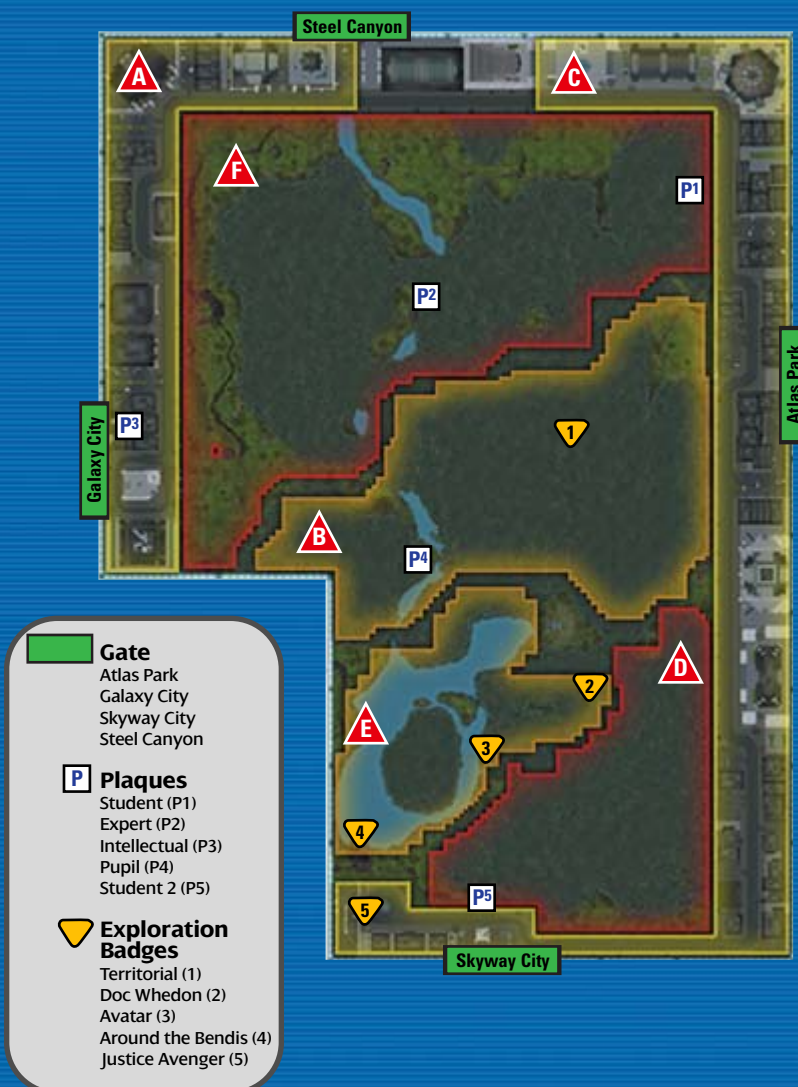 Steel Canyon
A
C
F
P1
P2
Atlas Park
Galaxy City
P3
1
B
P4
D
2
E
3
4
5
P5
Skyway City
Gate
Atlas Park
Galaxy City
Skyway City
Steel Canyon
P Plaques
Student (P1)
Expert (P2)
Intellectual (P3)
Pupil (P4)
Student 2 (P5)
Exploration
Badges
Territorial (1)
Doc Whedon (2)
Avatar (3)
Around the Bendis (4)
Justice Avenger (5)